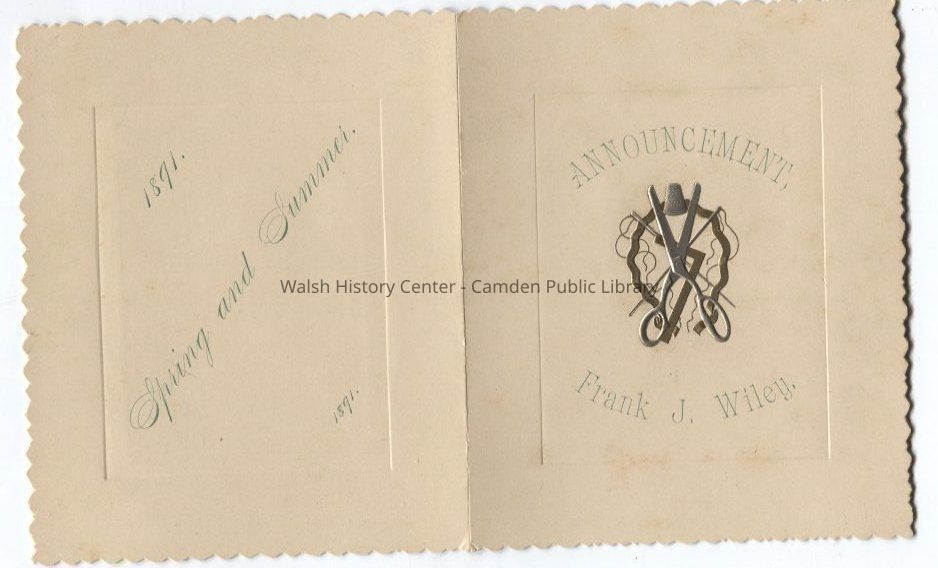 1891.
Spring and Summer.
1891.
ANNOUNCEMENT,
Frank J. Wiley.
Walsh History Center - Camden Public Library